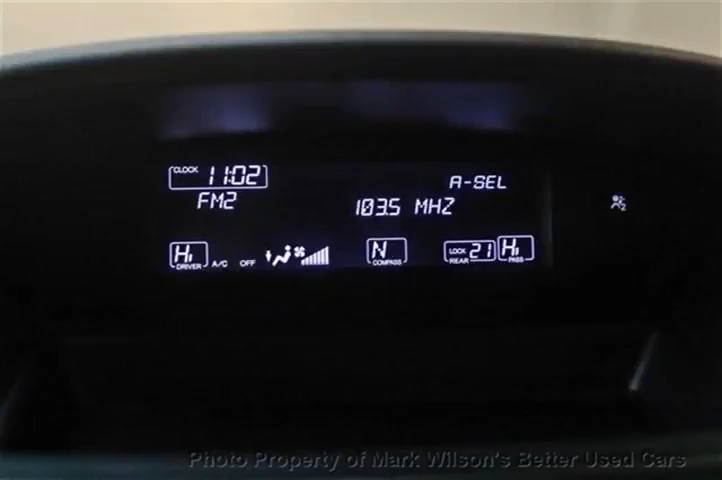 CLOCK 11:02
A-SEL
FM2
103.5 MHZ
Hi DRIVER A/C OFF N COMPASS LOCK REAR 21 Hi PASS
2
Photo Property of Mark Wilson's Better Used Cars